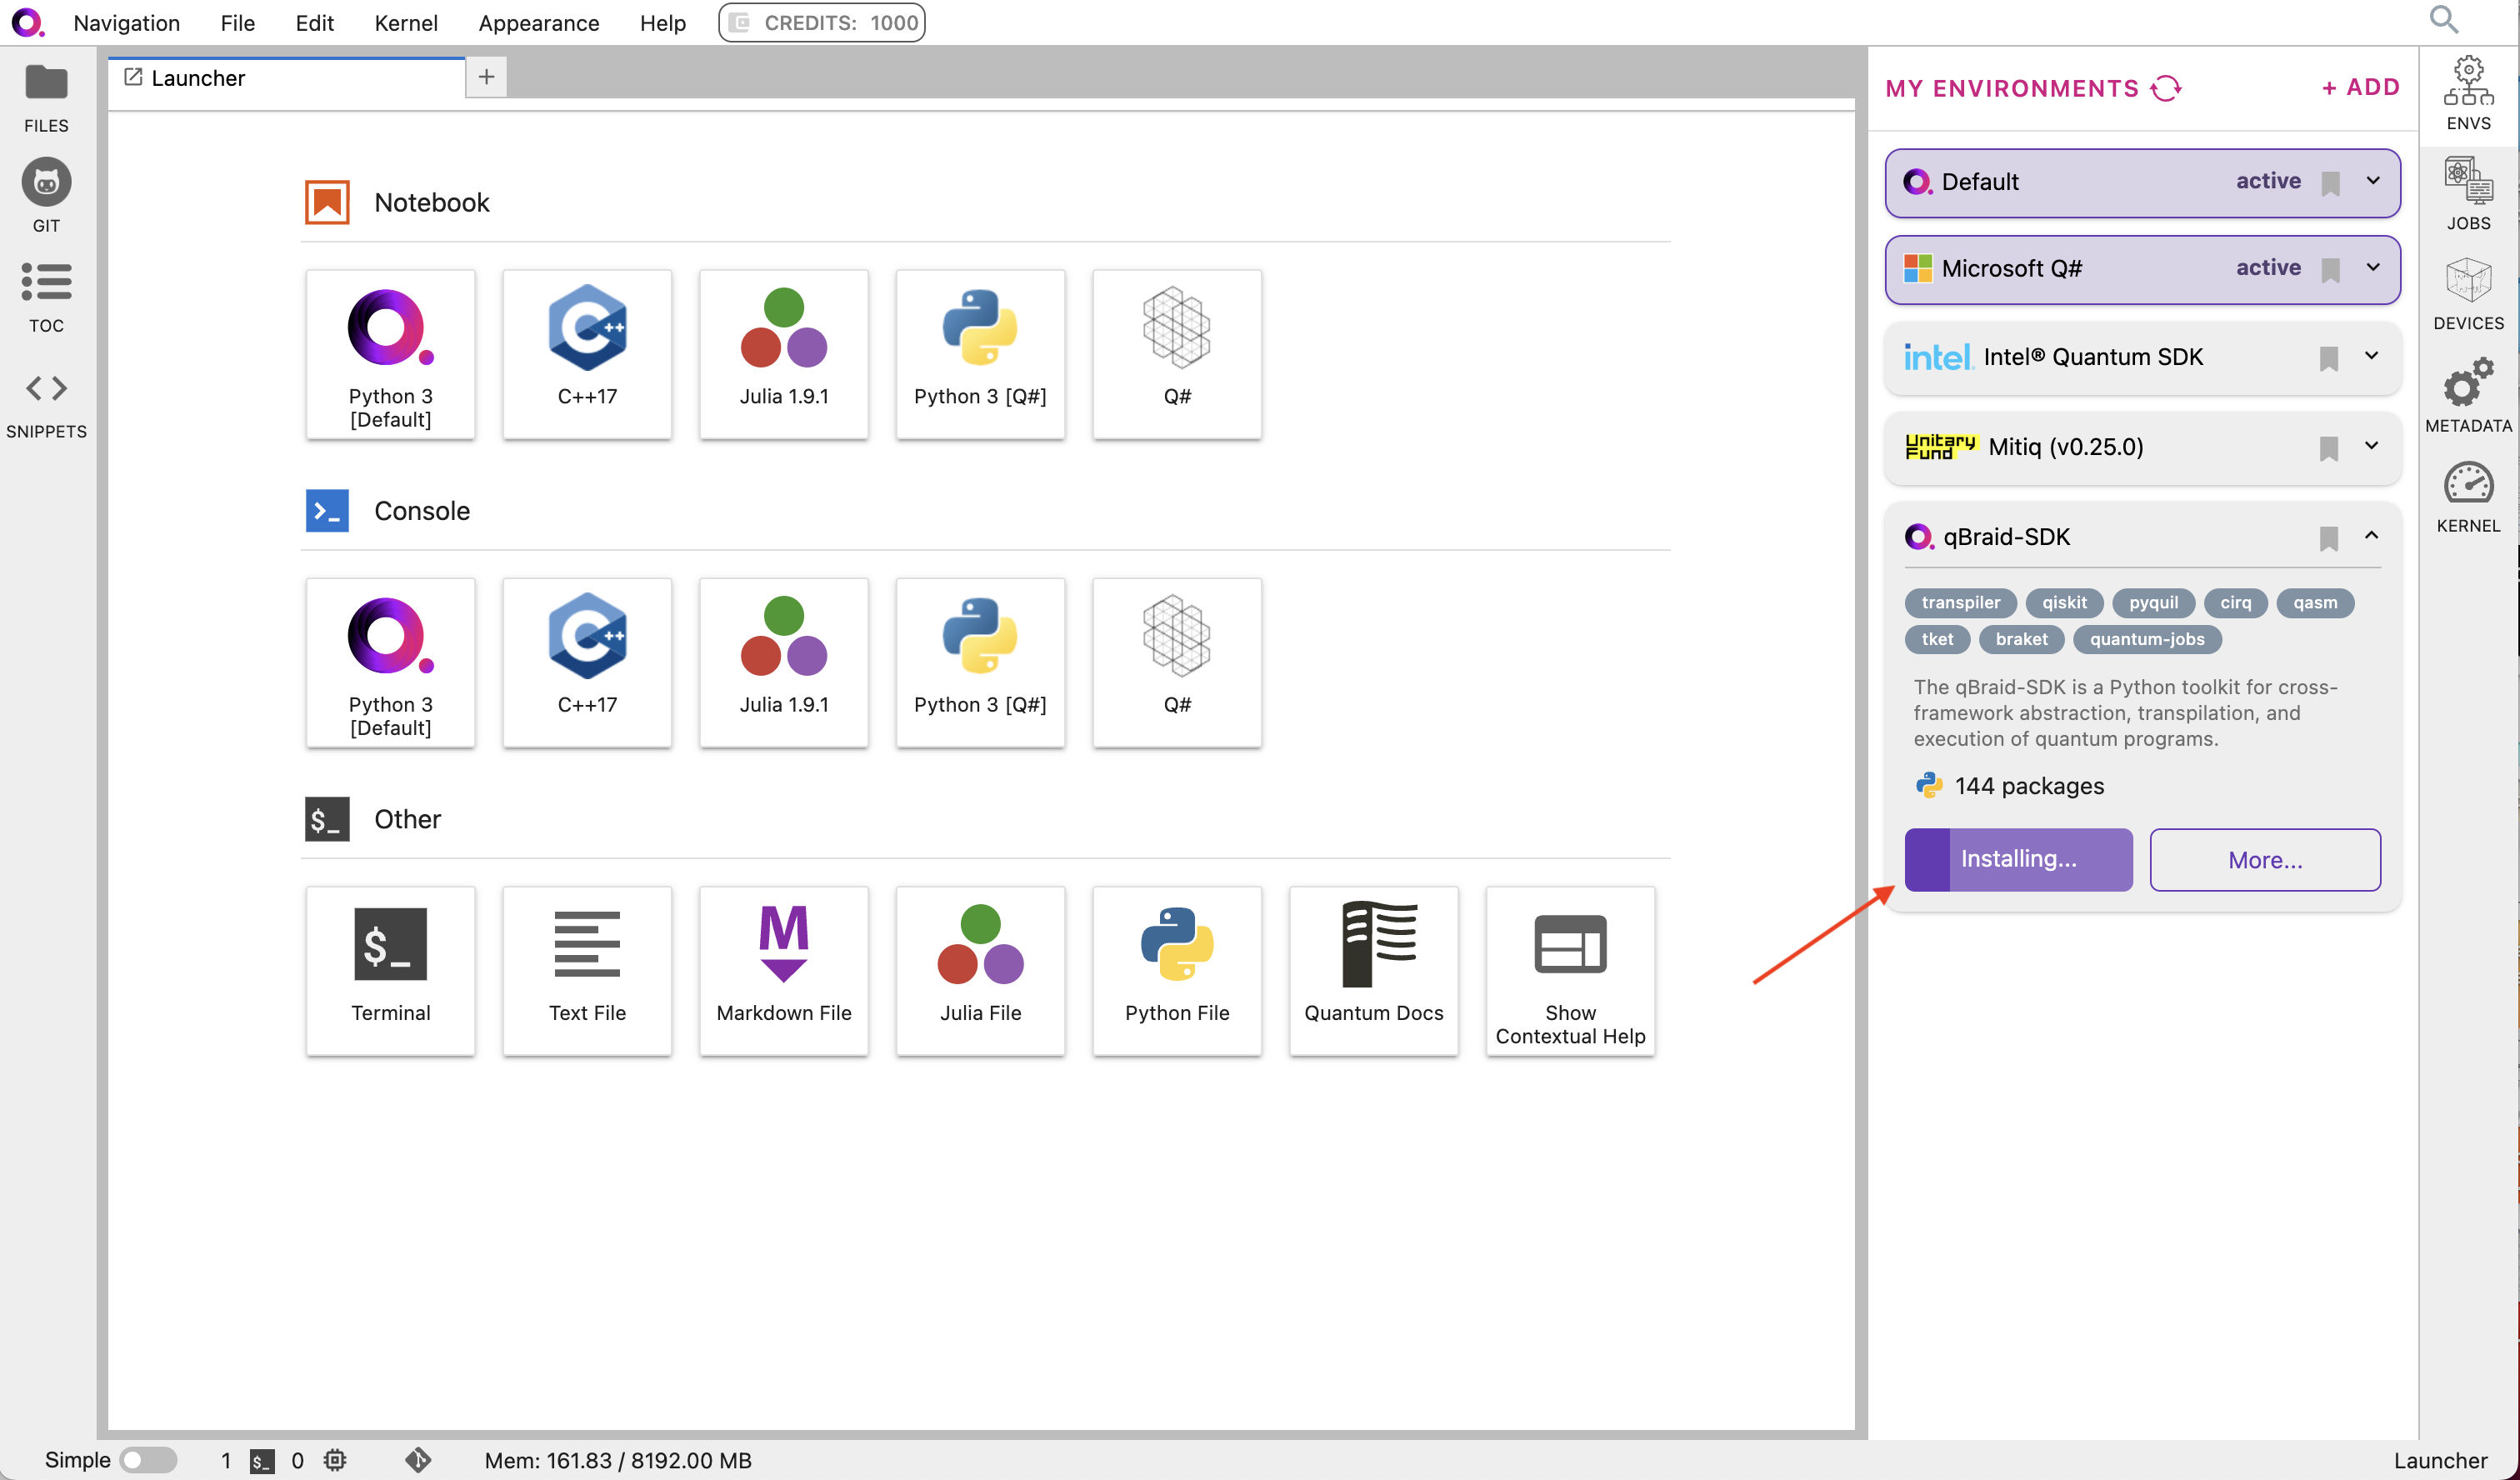 Navigation File Edit Kernel Appearance Help CREDITS: 1000
FILES
GIT
TOC
SNIPPETS
Launcher +
Notebook
Python 3 [Default]
C++17
Julia 1.9.1
Python 3 [Q#]
Q#
Console
Python 3 [Default]
C++17
Julia 1.9.1
Python 3 [Q#]
Q#
$_ Other
$_ Terminal
Text File
M Markdown File
Julia File
Python File
Quantum Docs
Show Contextual Help
MY ENVIRONMENTS + ADD
Default active
Microsoft Q# active
intel. Intel® Quantum SDK
Unitary Fund Mitiq (v0.25.0)
qBraid-SDK
transpiler qiskit pyquil cirq qasm
tket braket quantum-jobs
The qBraid-SDK is a Python toolkit for cross-
framework abstraction, transpilation, and
execution of quantum programs.
144 packages
Installing... More...
ENVS
JOBS
DEVICES
METADATA
KERNEL
Simple 1 $_ 0 Mem: 161.83 / 8192.00 MB Launcher